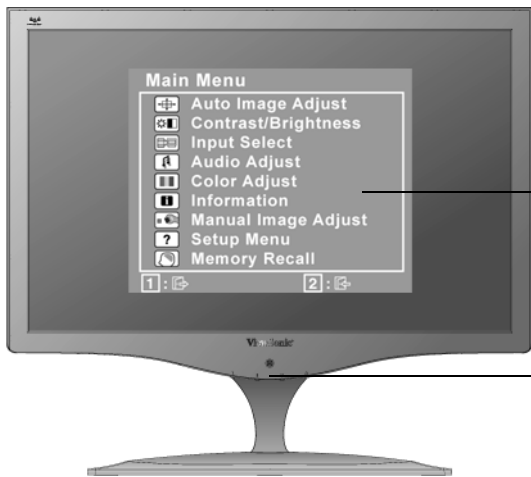 Main Menu
Auto Image Adjust
Contrast/Brightness
Input Select
Audio Adjust
Color Adjust
Information
Manual Image Adjust
? Setup Menu
Memory Recall
1 : 2 :
ViewSonic